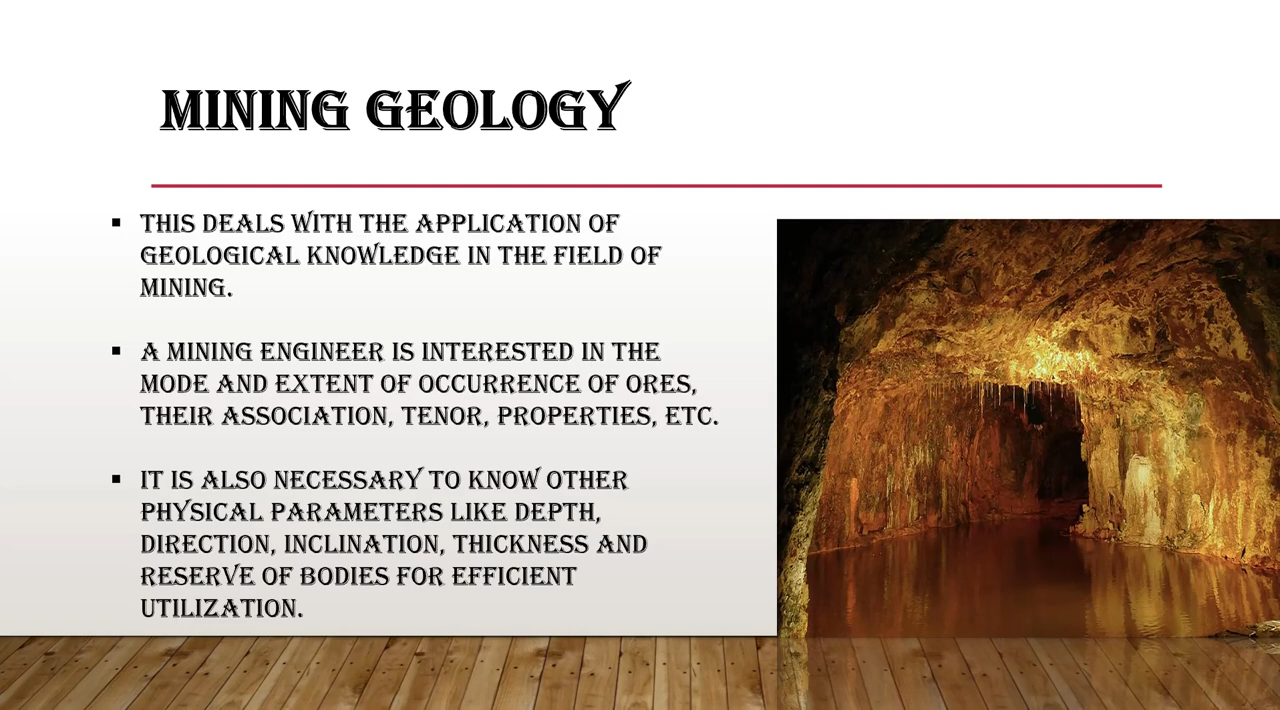 MINING GEOLOGY
THIS DEALS WITH THE APPLICATION OF
GEOLOGICAL KNOWLEDGE IN THE FIELD OF
MINING.
A MINING ENGINEER IS INTERESTED IN THE
MODE AND EXTENT OF OCCURRENCE OF ORES,
THEIR ASSOCIATION, TENOR, PROPERTIES, ETC.
IT IS ALSO NECESSARY TO KNOW OTHER
PHYSICAL PARAMETERS LIKE DEPTH,
DIRECTION, INCLINATION, THICKNESS AND
RESERVE OF BODIES FOR EFFICIENT
UTILIZATION.